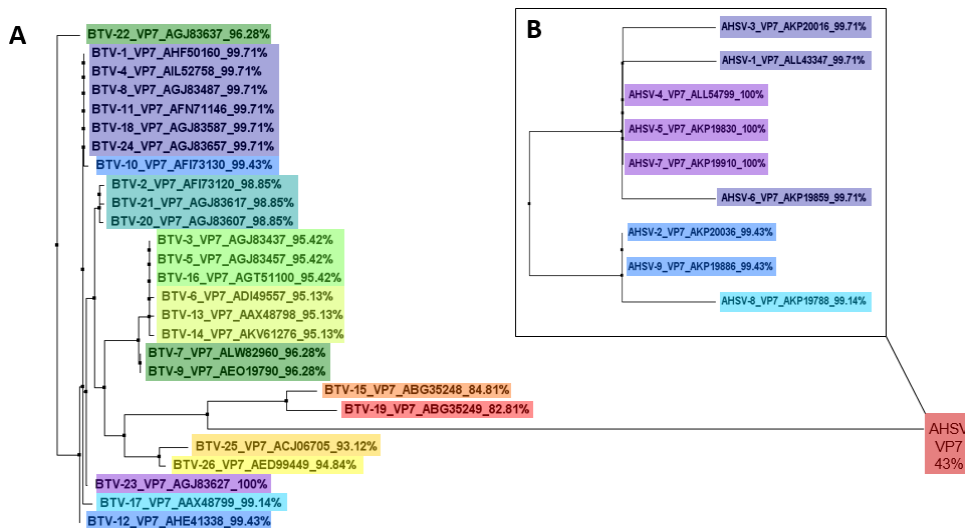 A
BTV-22_VP7_AGJ83637_96.28%
BTV-1_VP7_AHF50160_99.71%
BTV-4_VP7_AIL52758_99.71%
BTV-8_VP7_AGJ83487_99.71%
BTV-11_VP7_AFN71146_99.71%
BTV-18_VP7_AGJ83587_99.71%
BTV-24_VP7_AGJ83657_99.71%
BTV-10_VP7_AFI73130_99.43%
BTV-2_VP7_AFI73120_98.85%
BTV-21_VP7_AGJ83617_98.85%
BTV-20_VP7_AGJ83607_98.85%
BTV-3_VP7_AGJ83437_95.42%
BTV-5_VP7_AGJ83457_95.42%
BTV-16_VP7_AGT51100_95.42%
BTV-6_VP7_ADI49557_95.13%
BTV-13_VP7_AAX48798_95.13%
BTV-14_VP7_AKV61276_95.13%
BTV-7_VP7_ALW82960_96.28%
BTV-9_VP7_AEO19790_96.28%
BTV-15_VP7_ABG35248_84.81%
BTV-19_VP7_ABG35249_82.81%
BTV-25_VP7_ACJ06705_93.12%
BTV-26_VP7_AED99449_94.84%
BTV-23_VP7_AGJ83627_100%
BTV-17_VP7_AAX48799_99.14%
BTV-12_VP7_AHE41338_99.43%
B
AHSV-3_VP7_AKP20016_99.71%
AHSV-1_VP7_ALL43347_99.71%
AHSV-4_VP7_ALL54799_100%
AHSV-5_VP7_AKP19830_100%
AHSV-7_VP7_AKP19910_100%
AHSV-6_VP7_AKP19859_99.71%
AHSV-2_VP7_AKP20036_99.43%
AHSV-9_VP7_AKP19886_99.43%
AHSV-8_VP7_AKP19788_99.14%
AHSV
VP7
43%